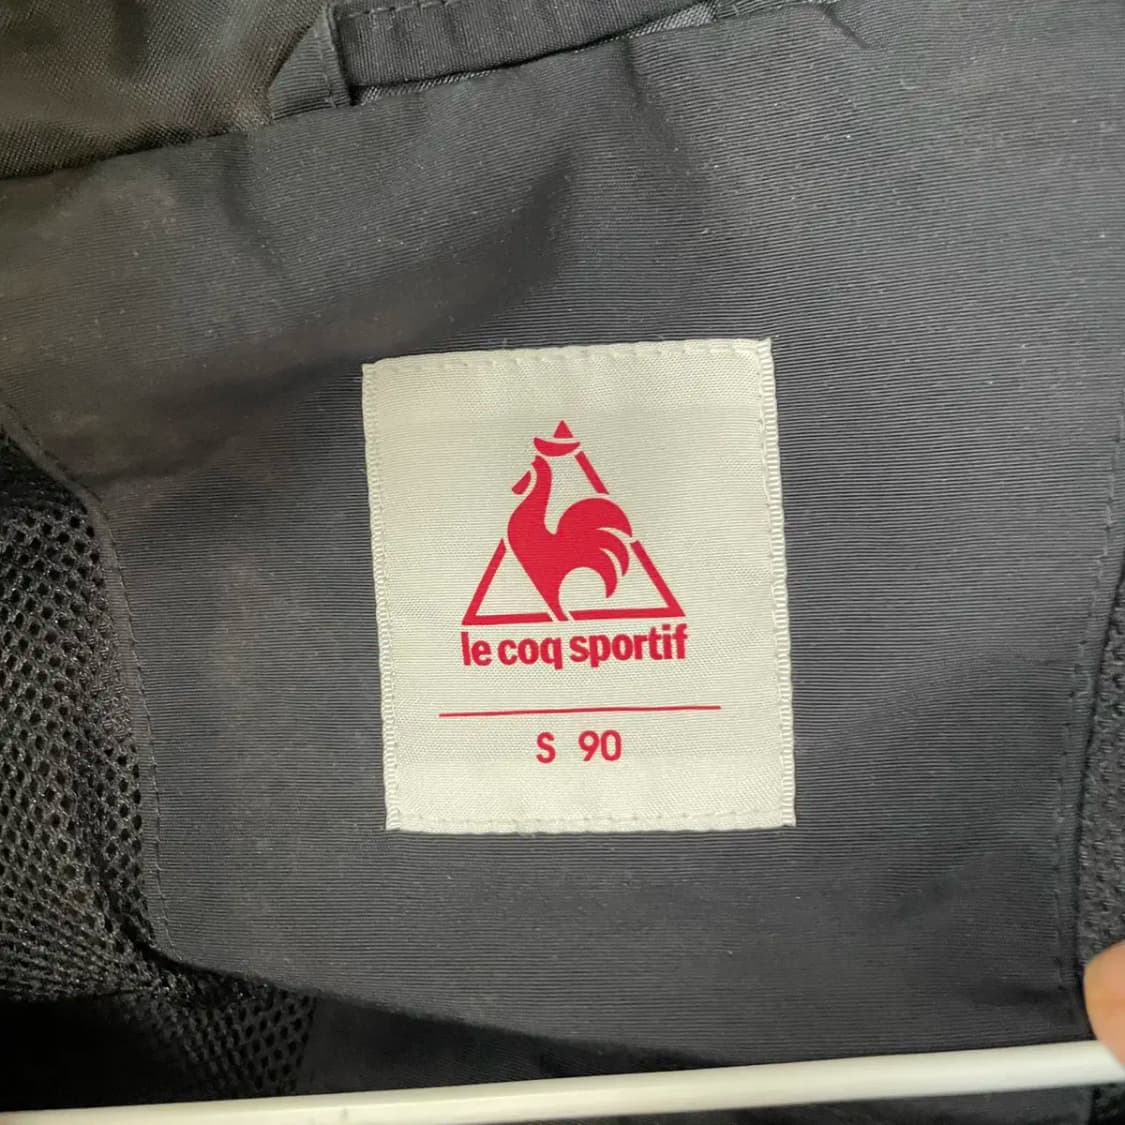 le coq sportif
S 90